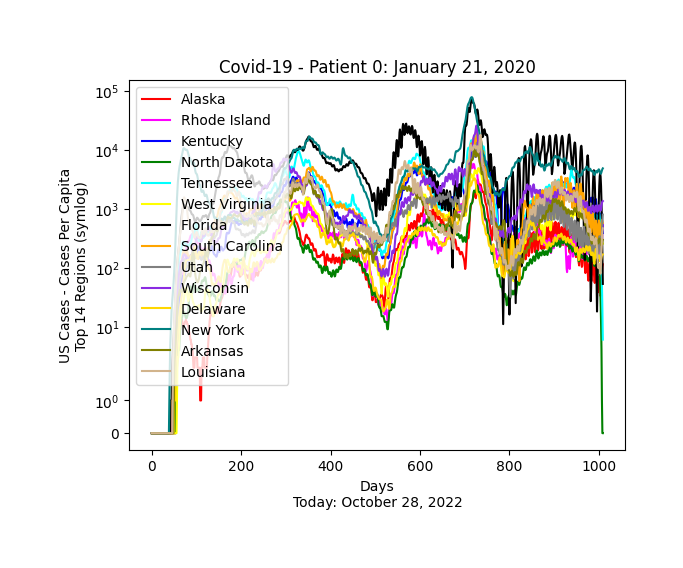 Covid-19 - Patient 0: January 21, 2020
US Cases - Cases Per Capita
Top 14 Regions (symlog)
10^5
10^4
10^3
10^2
10^1
10^0
0
Alaska
Rhode Island
Kentucky
North Dakota
Tennessee
West Virginia
Florida
South Carolina
Utah
Wisconsin
Delaware
New York
Arkansas
Louisiana
0 200 400 600 800 1000
Days
Today: October 28, 2022